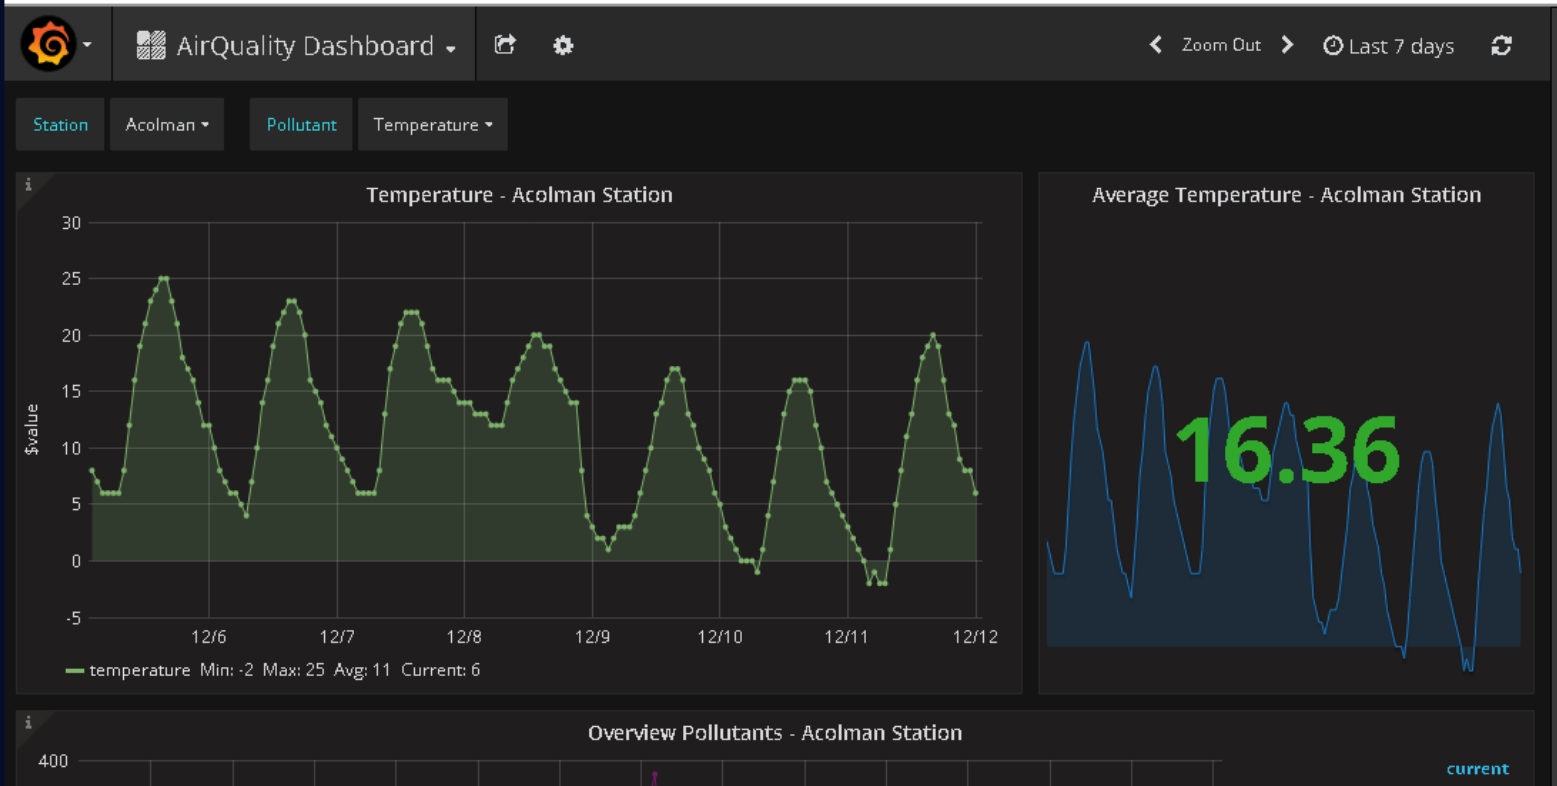 AirQuality Dashboard
Zoom Out
Last 7 days
Station
Acolman
Pollutant
Temperature
i
Temperature - Acolman Station
30
25
20
15
10
5
0
-5
$value
12/6 12/7 12/8 12/9 12/10 12/11 12/12
temperature Min: -2 Max: 25 Avg: 11 Current: 6
Average Temperature - Acolman Station
16.36
i
Overview Pollutants - Acolman Station
400
current